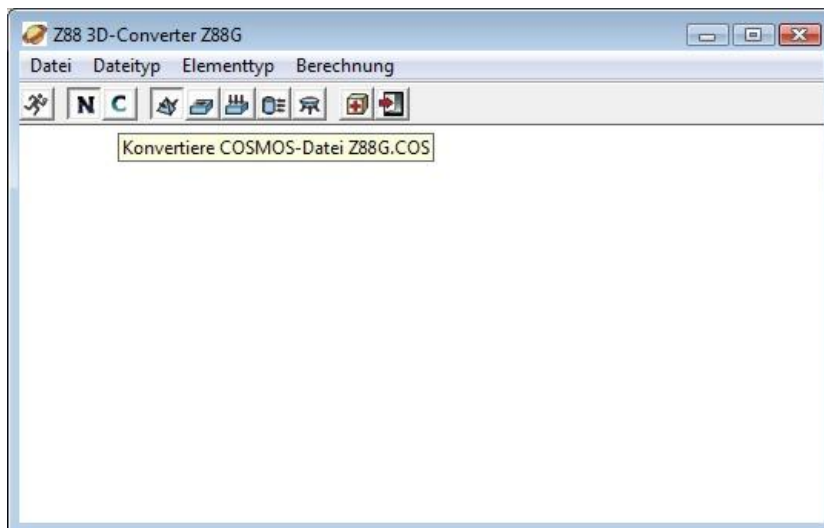 Z88 3D-Converter Z88G
Datei Dateityp Elementtyp Berechnung
N C
Konvertiere COSMOS-Datei Z88G.COS